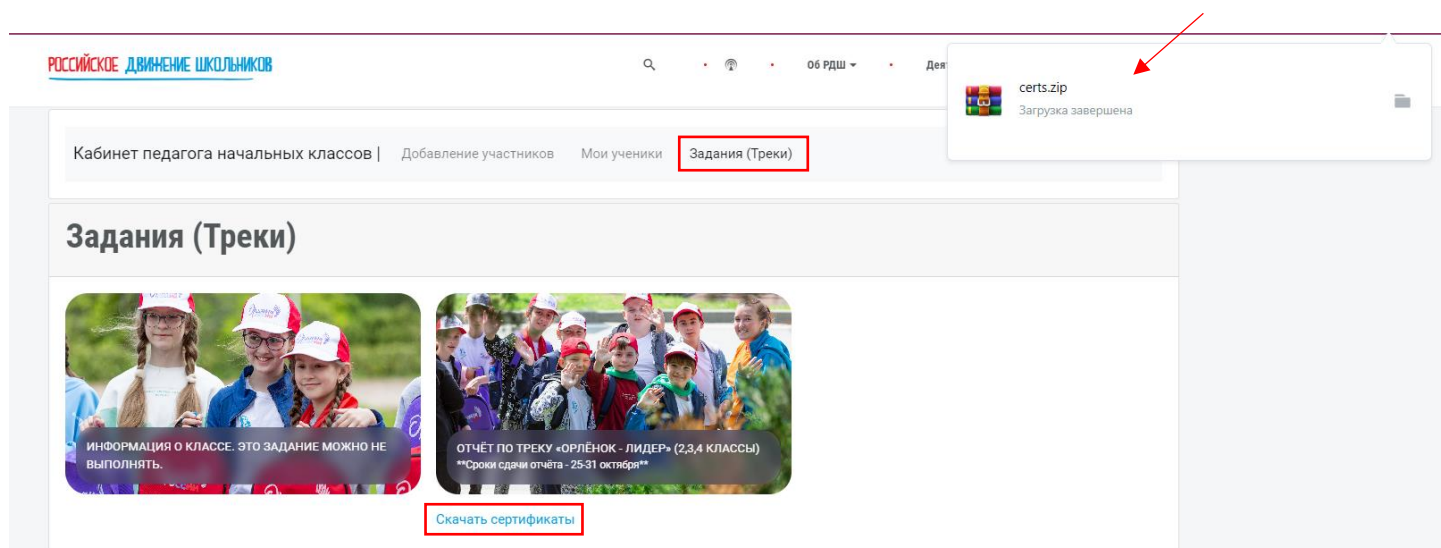 РОССИЙСКОЕ ДВИЖЕНИЕ ШКОЛЬНИКОВ
Об РДШ
Дея
certs.zip
Загрузка завершена
Кабинет педагога начальных классов |
Добавление участников
Мои ученики
Задания (Треки)
Задания (Треки)
ИНФОРМАЦИЯ О КЛАССЕ. ЭТО ЗАДАНИЕ МОЖНО НЕ
ВЫПОЛНЯТЬ.
ОТЧЁТ ПО ТРЕКУ «ОРЛЁНОК - ЛИДЕР» (2,3,4 КЛАССЫ)
**Сроки сдачи отчёта - 25-31 октября**
Скачать сертификаты